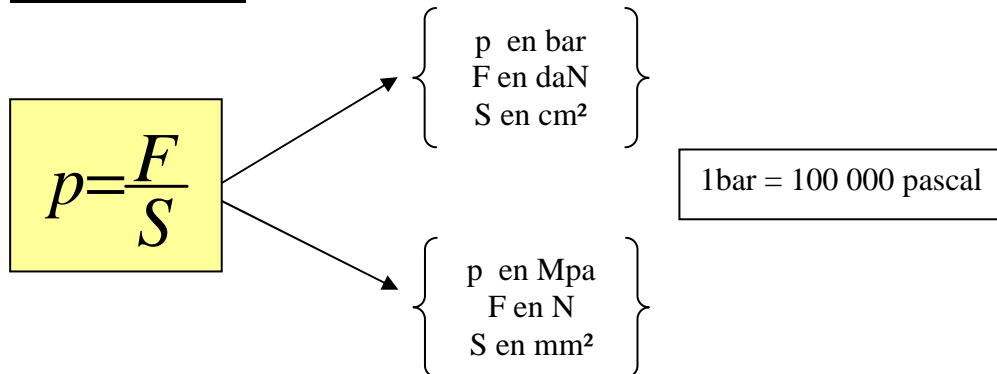 p en bar
F en daN
S en cm²
p=F/S
1bar = 100 000 pascal
p en Mpa
F en N
S en mm²